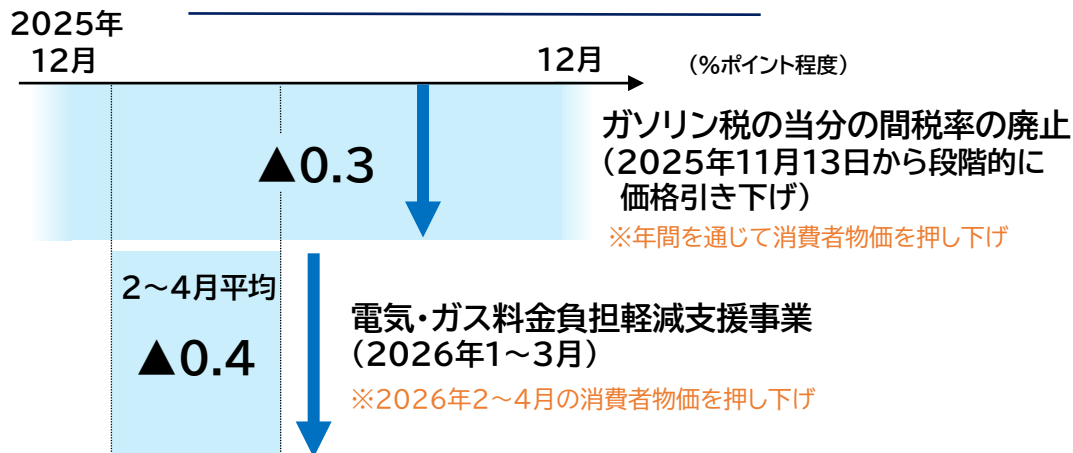 2025年
12月
12月
（%ポイント程度）
▲0.3
ガソリン税の当分の間税率の廃止
（2025年11月13日から段階的に
価格引き下げ）
※年間を通じて消費者物価を押し下げ
2～4月平均
▲0.4
電気・ガス料金負担軽減支援事業
（2026年1～3月）
※2026年2～4月の消費者物価を押し下げ